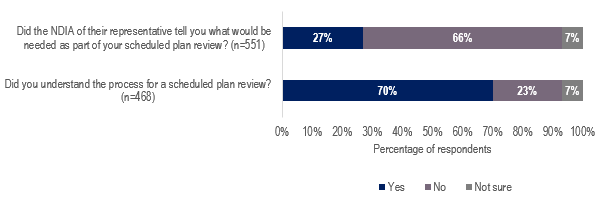 Did the NDIA of their representative tell you what would be
needed as part of your scheduled plan review? (n=551)
27% 66% 7%
Did you understand the process for a scheduled plan review?
(n=468)
70% 23% 7%
0% 10% 20% 30% 40% 50% 60% 70% 80% 90% 100%
Percentage of respondents
Yes No Not sure